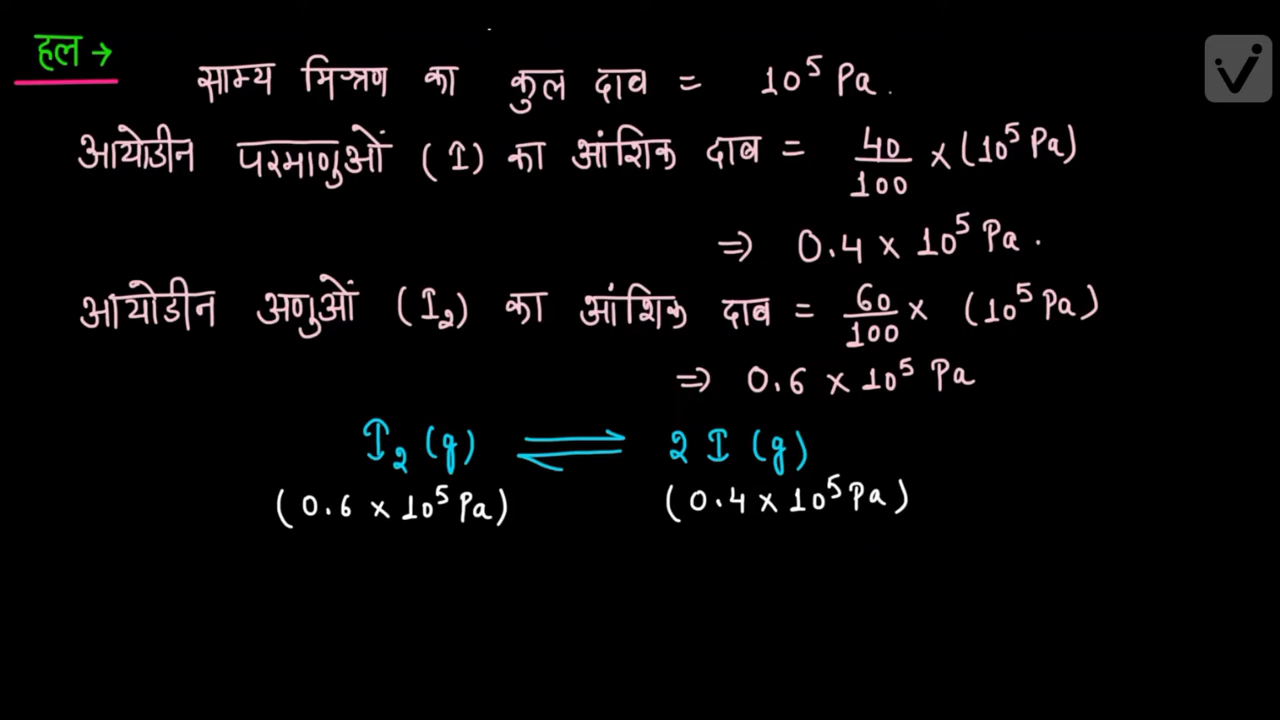 हल →
साम्य मिश्रण का कुल दाब = 10⁵ Pa.
आयोडीन परमाणुओं (I) का आंशिक दाब = 40/100 × (10⁵ Pa)
⇒ 0.4 × 10⁵ Pa.
आयोडीन अणुओं (I₂) का आंशिक दाब = 60/100 × (10⁵ Pa)
⇒ 0.6 × 10⁵ Pa
I₂ (g) ⇌ 2 I (g)
(0.6 × 10⁵ Pa) (0.4 × 10⁵ Pa)